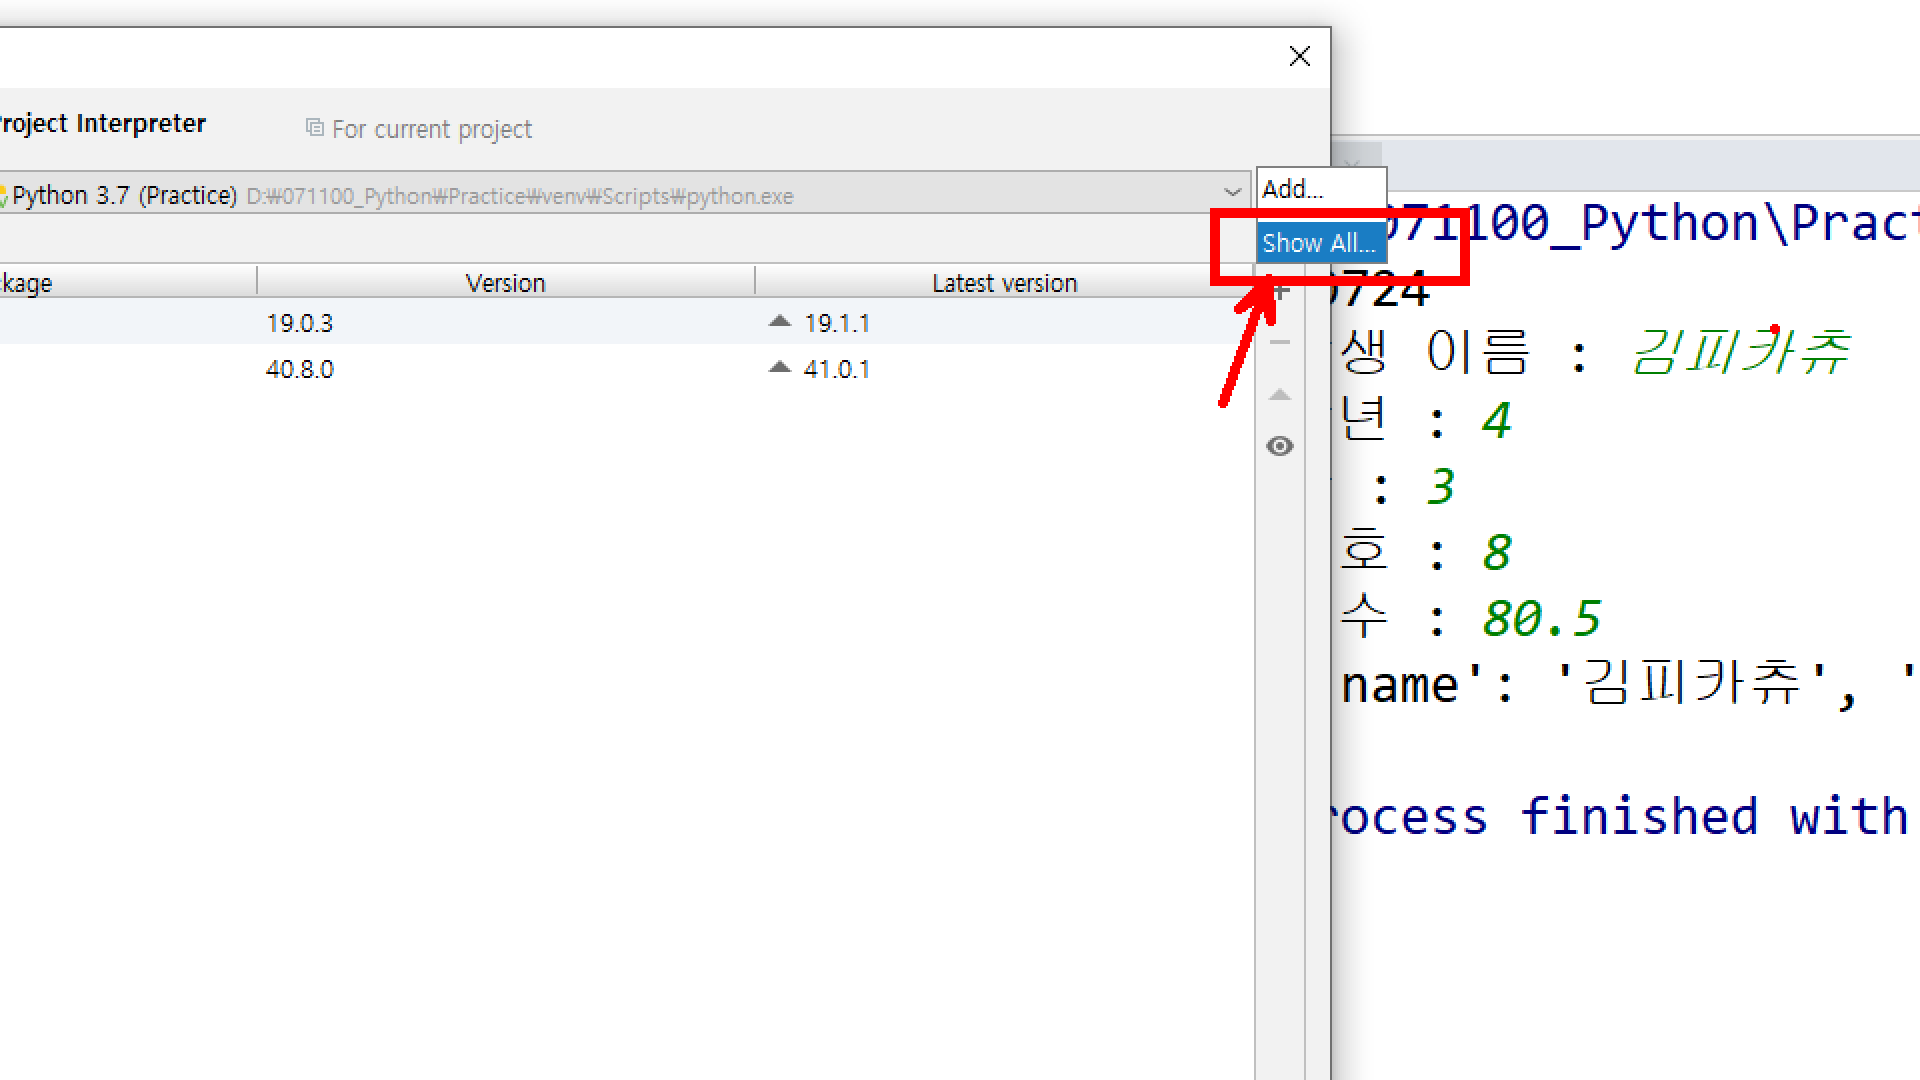 roject Interpreter
For current project
Python 3.7 (Practice) D:₩071100_Python₩Practice₩venv₩Scripts₩python.exe
Add...
Show All...
kage Version Latest version
19.0.3 19.1.1
40.8.0 41.0.1
071100_Python\Pract
0724
생 이름 : 김피카츄
년 : 4
: 3
호 : 8
수 : 80.5
name': '김피카츄', '
rocess finished with